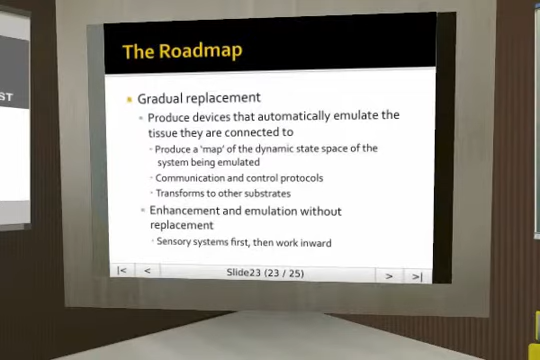 The Roadmap
Gradual replacement
Produce devices that automatically emulate the
tissue they are connected to
Produce a 'map' of the dynamic state space of the
system being emulated
Communication and control protocols
Transforms to other substrates
Enhancement and emulation without
replacement
Sensory systems first, then work inward
|< < Slide23 (23 / 25) > >|
ST